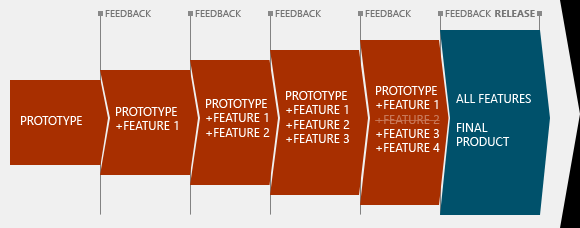 FEEDBACK
FEEDBACK
FEEDBACK
FEEDBACK
FEEDBACK RELEASE
PROTOTYPE
PROTOTYPE
+FEATURE 1
PROTOTYPE
+FEATURE 1
+FEATURE 2
PROTOTYPE
+FEATURE 1
+FEATURE 2
+FEATURE 3
PROTOTYPE
+FEATURE 1
+FEATURE 2
+FEATURE 3
+FEATURE 4
ALL FEATURES
FINAL
PRODUCT